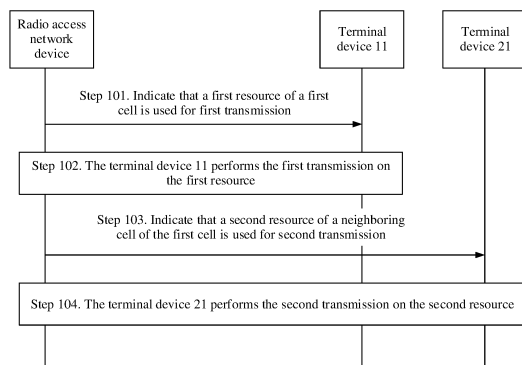 Radio access
network
device
Terminal
device 11
Terminal
device 21
Step 101. Indicate that a first resource of a first
cell is used for first transmission
Step 102. The terminal device 11 performs the first transmission on
the first resource
Step 103. Indicate that a second resource of a neighboring
cell of the first cell is used for second transmission
Step 104. The terminal device 21 performs the second transmission on the second resource